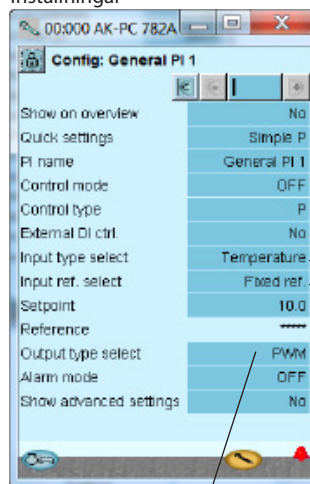 Inställningar
00:000 AK-PC 782A
Config: General PI 1
Show on overview No
Quick settings Simple P
PI name General PI 1
Control mode OFF
Control type P
External DI ctrl. No
Input type select Temperature
Input ref. select Fixed ref.
Setpoint 10.0
Reference *****
Output type select PWM
Alarm mode OFF
Show advanced settings No